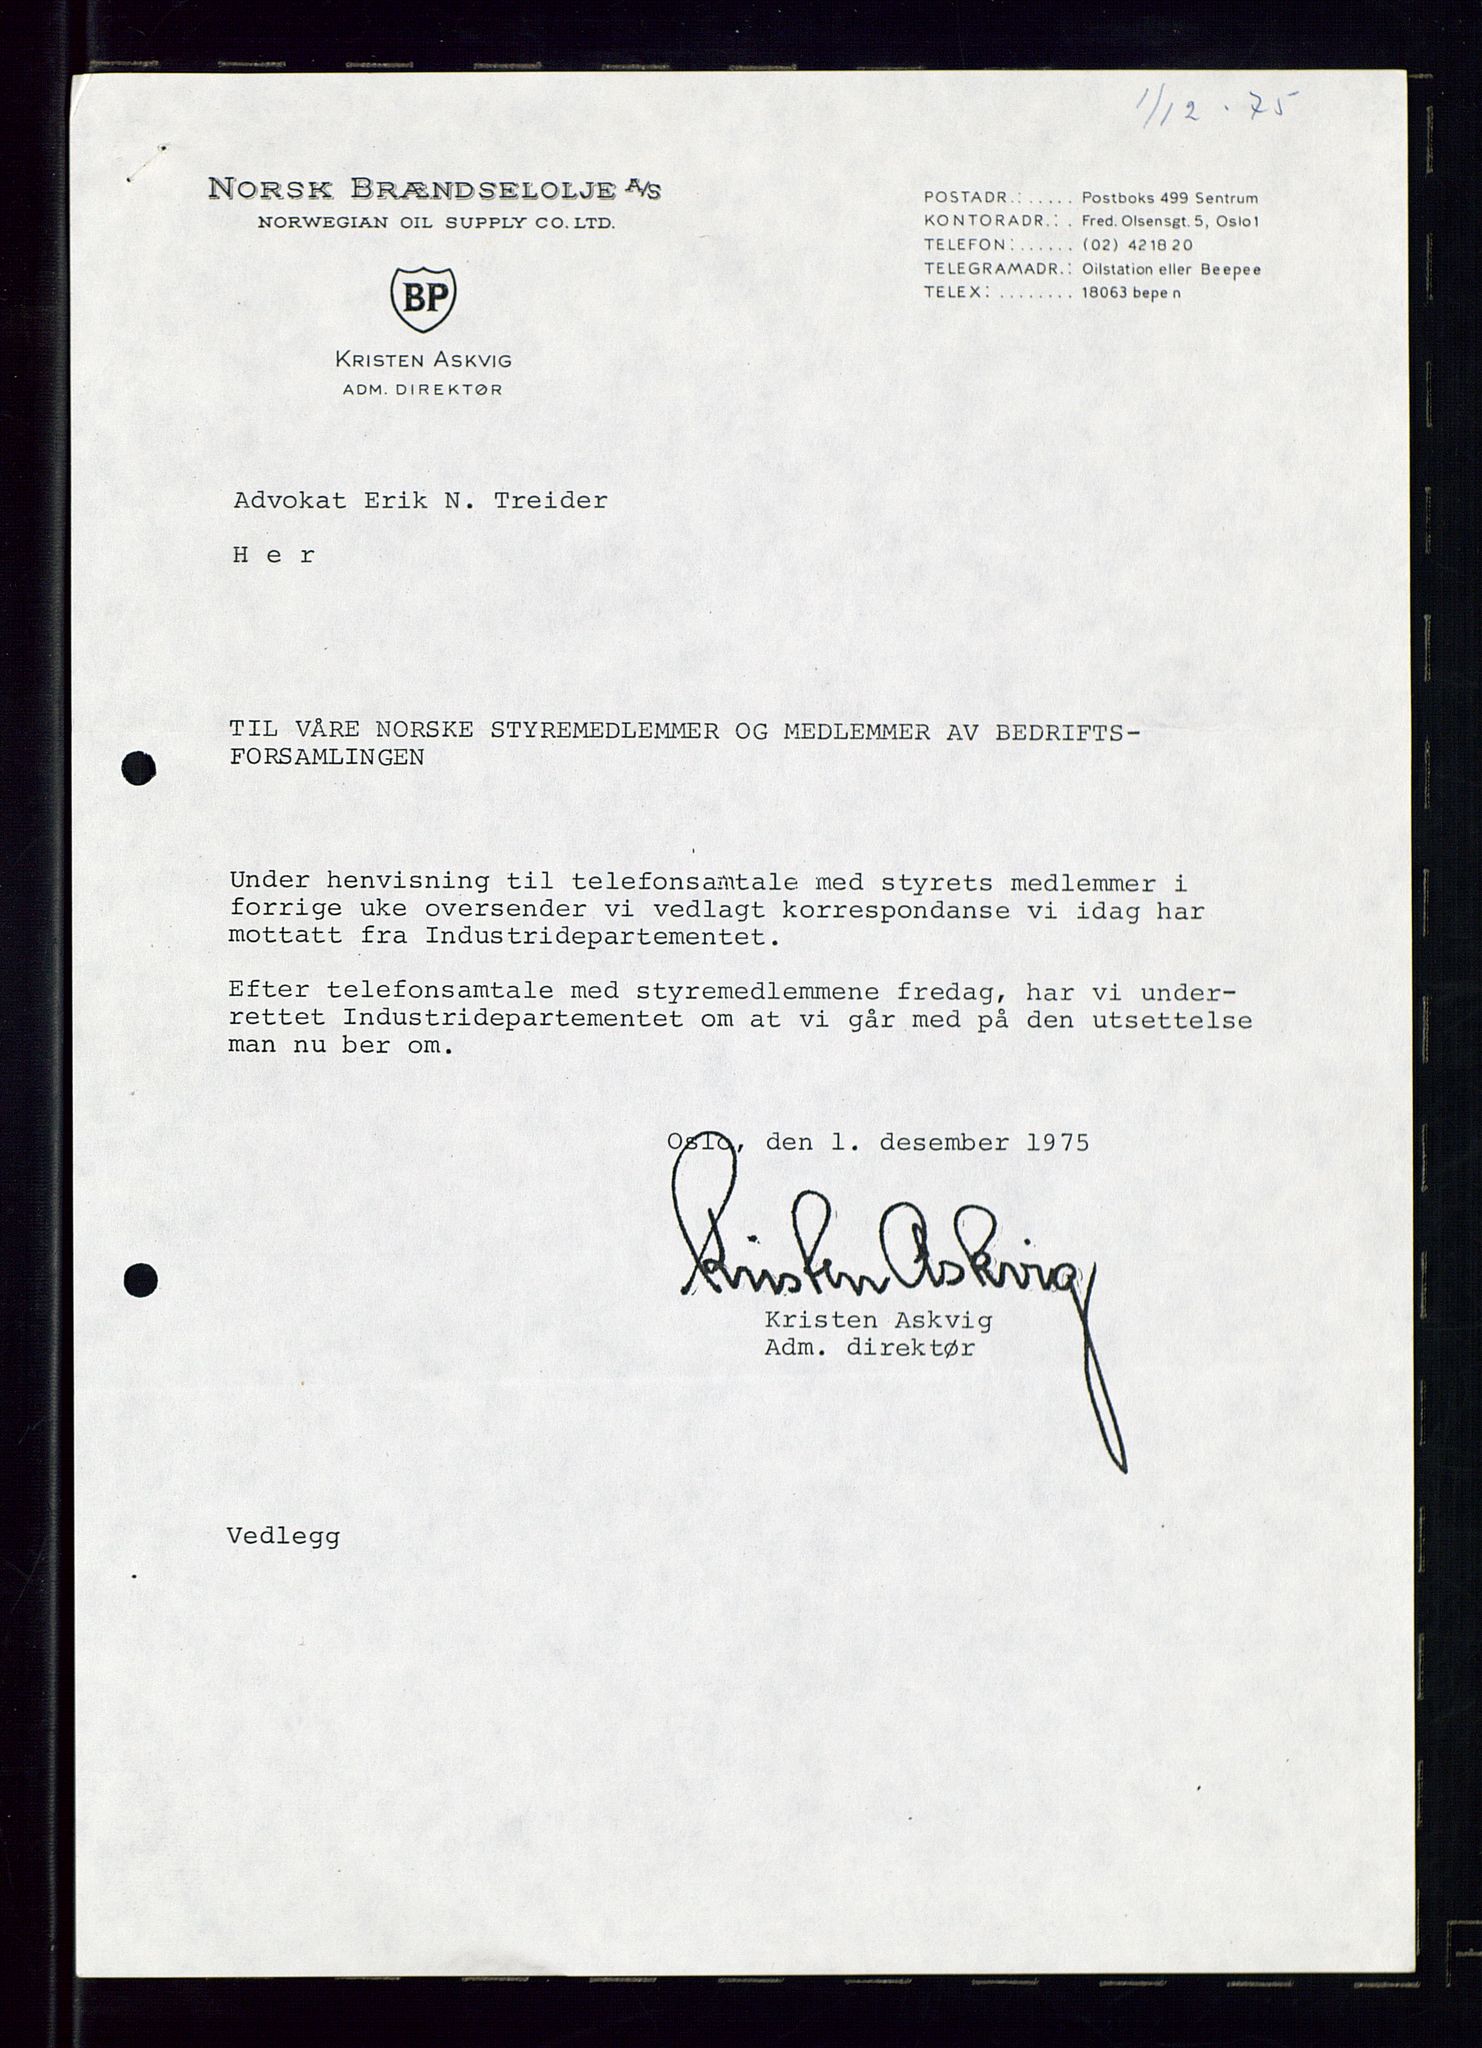 1/12 . 75
NORSK BRÆNDSELOLJE A/S
NORWEGIAN OIL SUPPLY CO. LTD.
BP
KRISTEN ASKVIG
ADM. DIREKTØR
POSTADR.: ..... Postboks 499 Sentrum
KONTORADR.: . Fred. Olsensgt. 5, Oslo 1
TELEFON: ...... (02) 42 18 20
TELEGRAMADR.: Oilstation eller Beepee
TELEX: ........ 18063 bepe n
Advokat Erik N. Treider
H e r
TIL VÅRE NORSKE STYREMEDLEMMER OG MEDLEMMER AV BEDRIFTS-
FORSAMLINGEN
Under henvisning til telefonsamtale med styrets medlemmer i
forrige uke oversender vi vedlagt korrespondanse vi idag har
mottatt fra Industridepartementet.
Efter telefonsamtale med styremedlemmene fredag, har vi under-
rettet Industridepartementet om at vi går med på den utsettelse
man nu ber om.
Oslo, den 1. desember 1975
Kristen Askvig
Kristen Askvig
Adm. direktør
Vedlegg